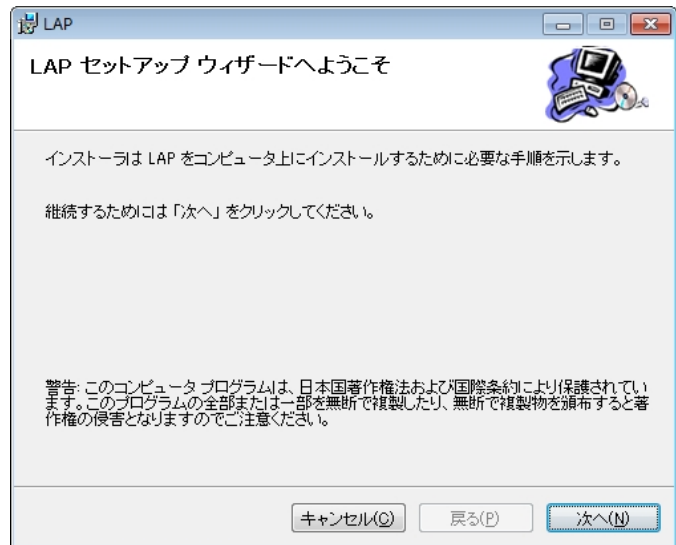 LAP
LAP セットアップ ウィザードへようこそ
インストーラは LAP をコンピュータ上にインストールするために必要な手順を示します。
継続するためには「次へ」をクリックしてください。
警告: このコンピュータ プログラムは、日本国著作権法および国際条約により保護されてい
ます。このプログラムの全部または一部を無断で複製したり、無断で複製物を頒布すると著
作権の侵害となりますのでご注意ください。
キャンセル(C) 戻る(P) 次へ(N)